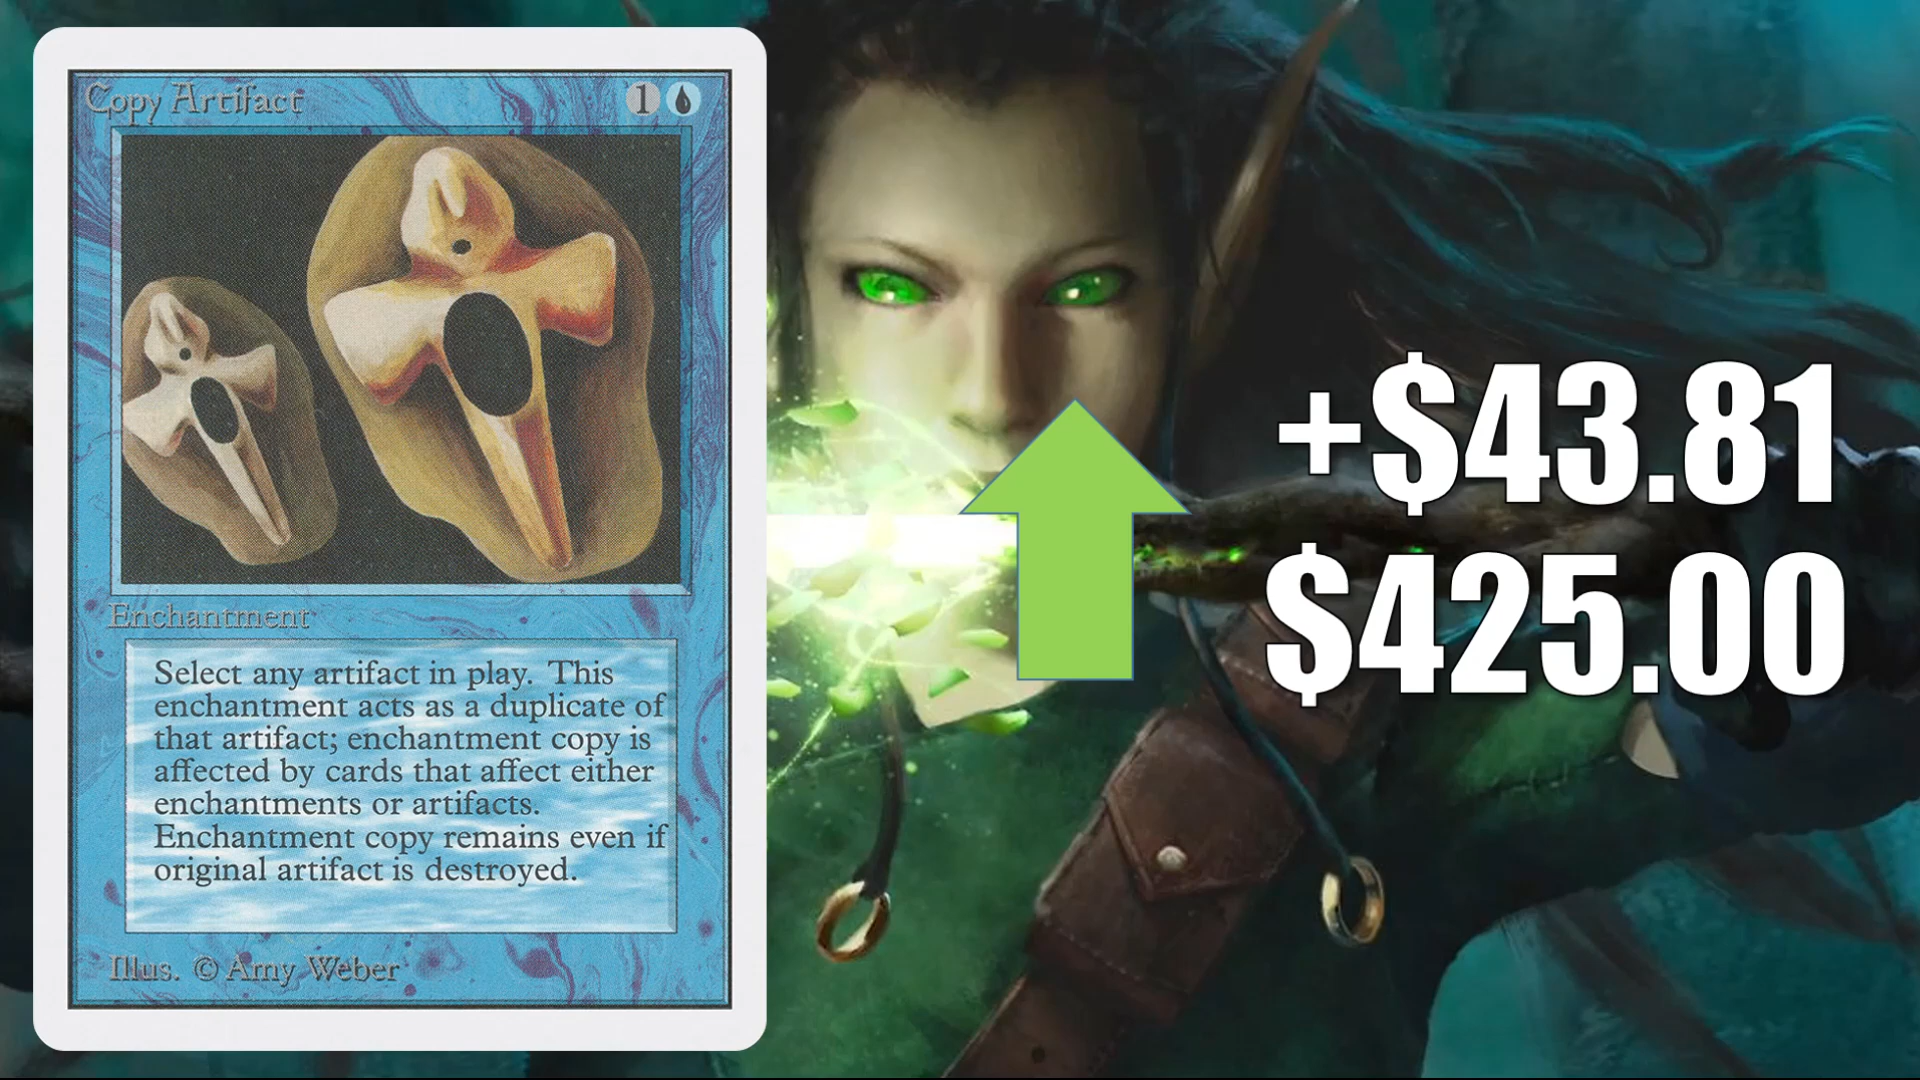 Copy Artifact
1
Enchantment
Select any artifact in play. This
enchantment acts as a duplicate of
that artifact; enchantment copy is
affected by cards that affect either
enchantments or artifacts.
Enchantment copy remains even if
original artifact is destroyed.
Illus. © Amy Weber
+$43.81
$425.00